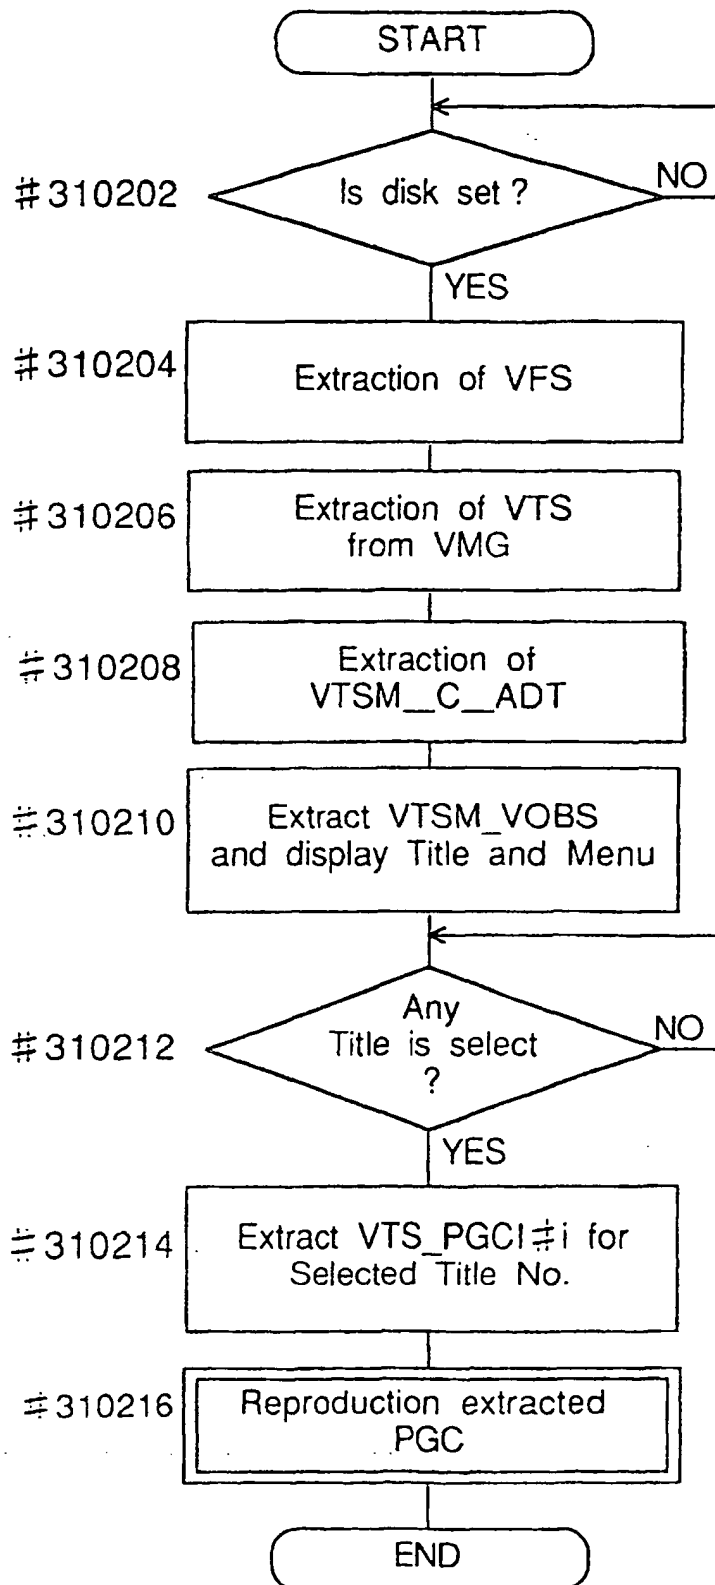 START
#310202
Is disk set ?
NO
YES
#310204
Extraction of VFS
#310206
Extraction of VTS
from VMG
#310208
Extraction of
VTSM__C__ADT
#310210
Extract VTSM_VOBS
and display Title and Menu
#310212
Any
Title is select
?
NO
YES
#310214
Extract VTS_PGCI#i for
Selected Title No.
#310216
Reproduction extracted
PGC
END